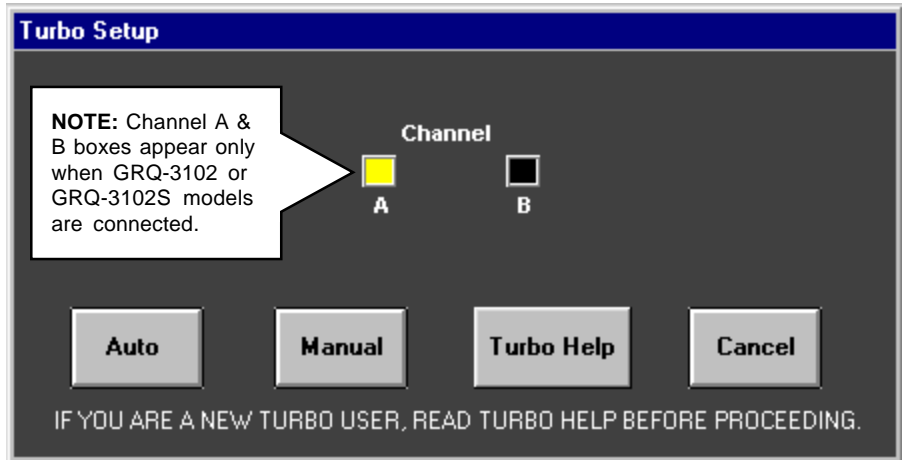 Turbo Setup
NOTE: Channel A &
B boxes appear only
when GRQ-3102 or
GRQ-3102S models
are connected.
Channel
A B
Auto Manual Turbo Help Cancel
IF YOU ARE A NEW TURBO USER, READ TURBO HELP BEFORE PROCEEDING.